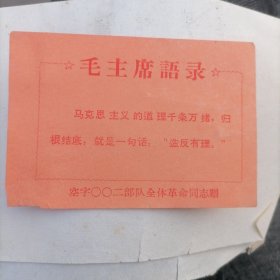 ☆毛主席語录☆
马克思主义的道理千条万绪，归
根结底，就是一句话：“造反有理。”
字〇〇二部队全体革命同志赠